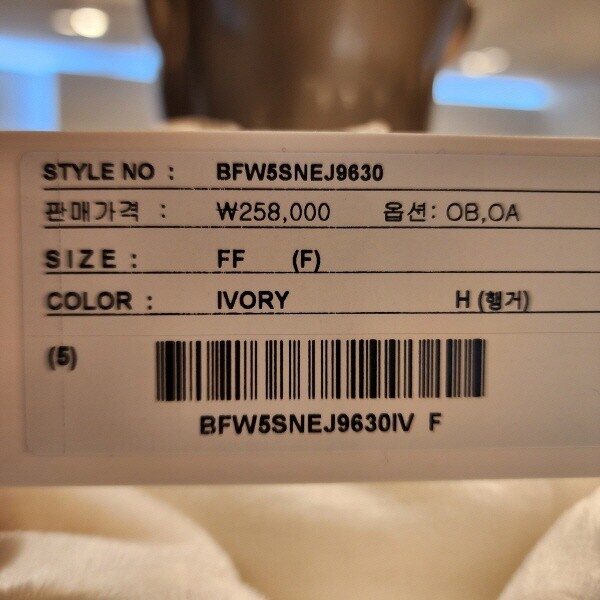 STYLE NO : BFW5SNEJ9630
판매가격 : ₩258,000 옵션: OB,OA
SIZE : FF (F)
COLOR : IVORY H (행거)
(5)
BFW5SNEJ9630IV F